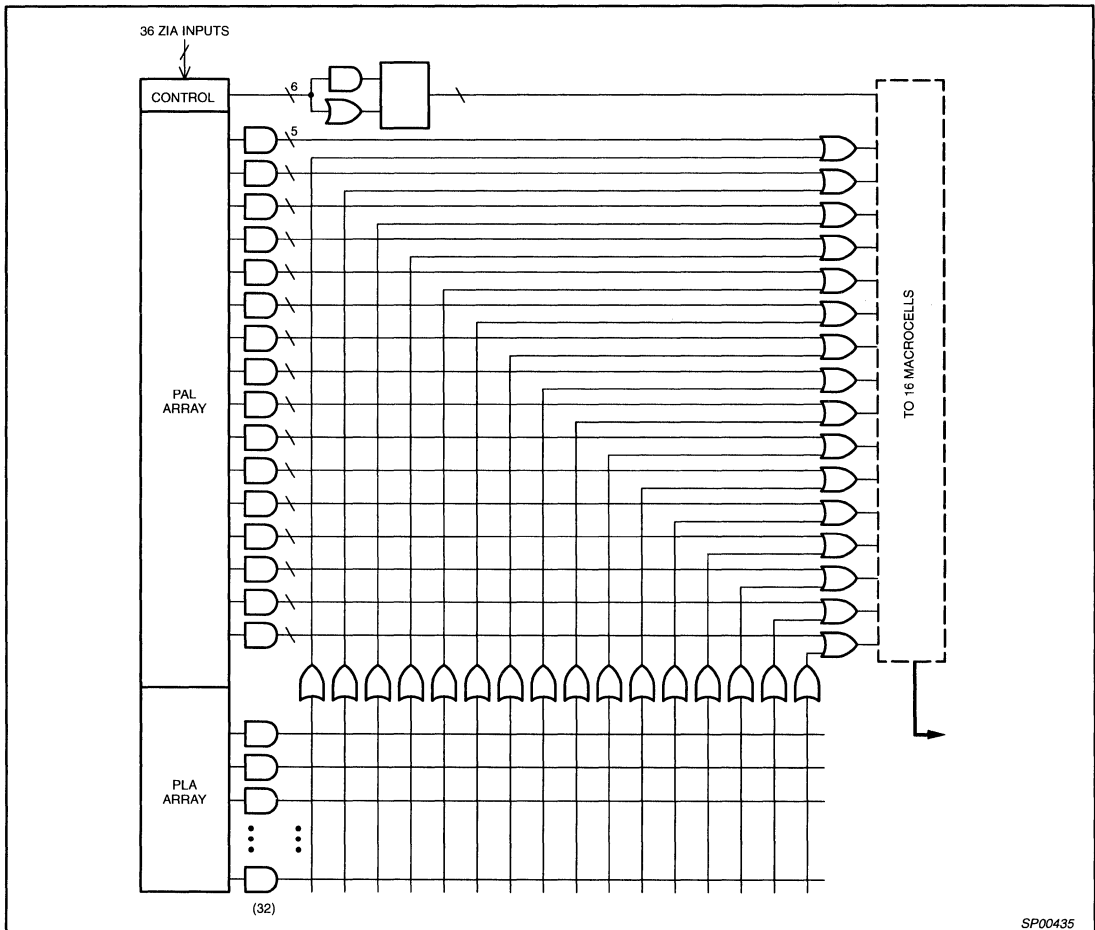 36 ZIA INPUTS
CONTROL
6
5
PAL
ARRAY
TO 16 MACROCELLS
PLA
ARRAY
(32)
SP00435